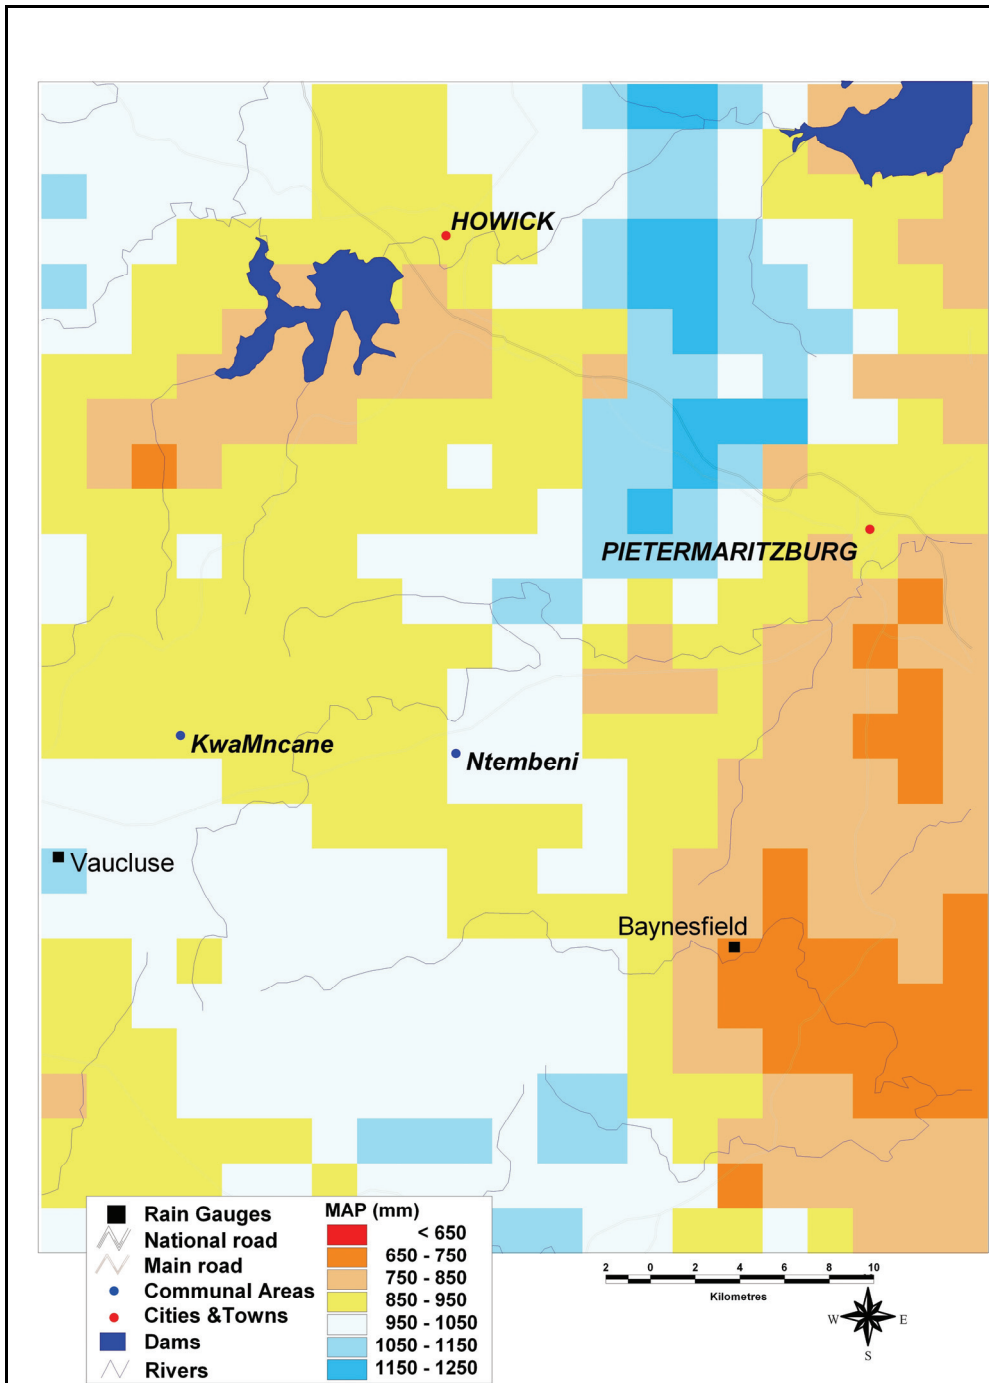 HOWICK
PIETERMARITZBURG
KwaMncane
Ntembeni
Vaucluse
Baynesfield
Rain Gauges
National road
Main road
Communal Areas
Cities &Towns
Dams
Rivers
MAP (mm)
< 650
650 - 750
750 - 850
850 - 950
950 - 1050
1050 - 1150
1150 - 1250
2 0 2 4 6 8 10
Kilometres
W E
S